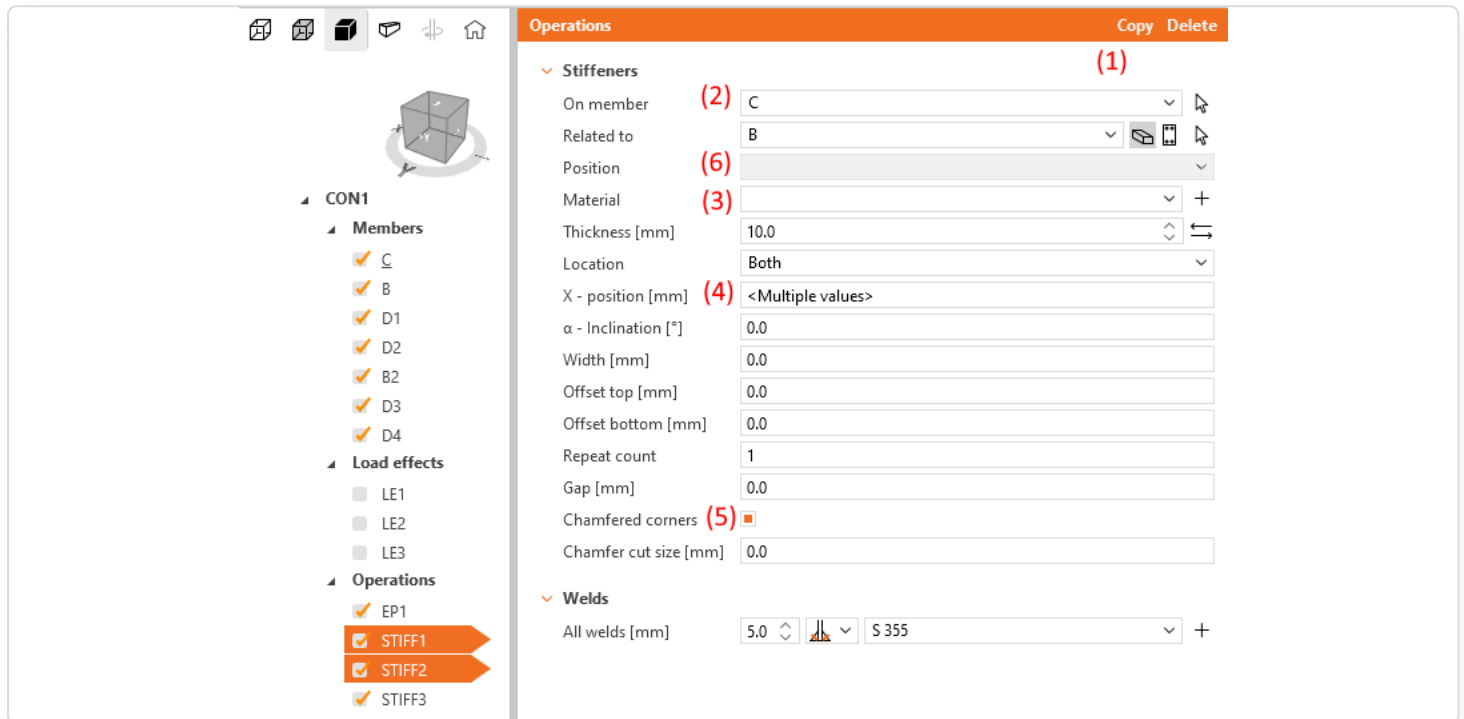 Operations Copy Delete
(1)
Stiffeners
On member (2) C
Related to B
Position (6)
Material (3)
Thickness [mm] 10.0
Location Both
X - position [mm] (4) <Multiple values>
α - Inclination [°] 0.0
Width [mm] 0.0
Offset top [mm] 0.0
Offset bottom [mm] 0.0
Repeat count 1
Gap [mm] 0.0
Chamfered corners (5)
Chamfer cut size [mm] 0.0
Welds
All welds [mm] 5.0 S 355
CON1
Members
C
B
D1
D2
B2
D3
D4
Load effects
LE1
LE2
LE3
Operations
EP1
STIFF1
STIFF2
STIFF3